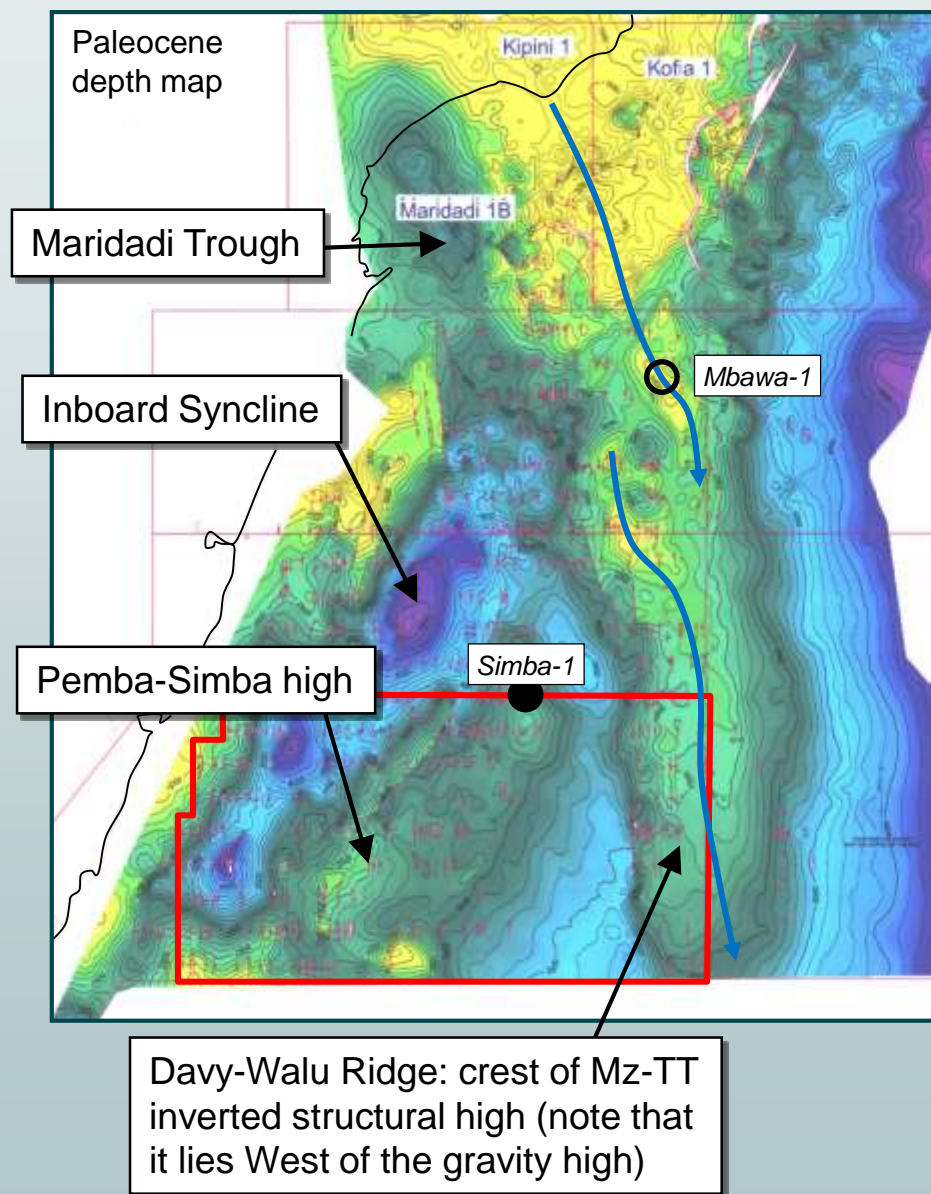 Paleocene
depth map
Kipini 1
Kofia 1
Maridadi 1B
Maridadi Trough
Mbawa-1
Inboard Syncline
Simba-1
Pemba-Simba high
Davy-Walu Ridge: crest of Mz-TT
inverted structural high (note that
it lies West of the gravity high)